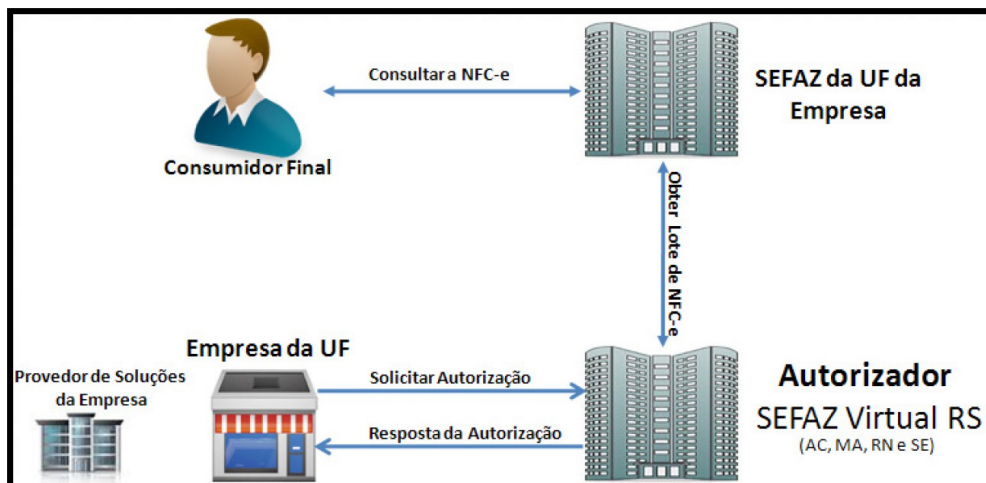 Consultar a NFC-e
SEFAZ da UF da
Empresa
Consumidor Final
Obter Lote de NFC-e
Empresa da UF
Provedor de Soluções
da Empresa
Solicitar Autorização
Resposta da Autorização
Autorizador
SEFAZ Virtual RS
(AC, MA, RN e SE)